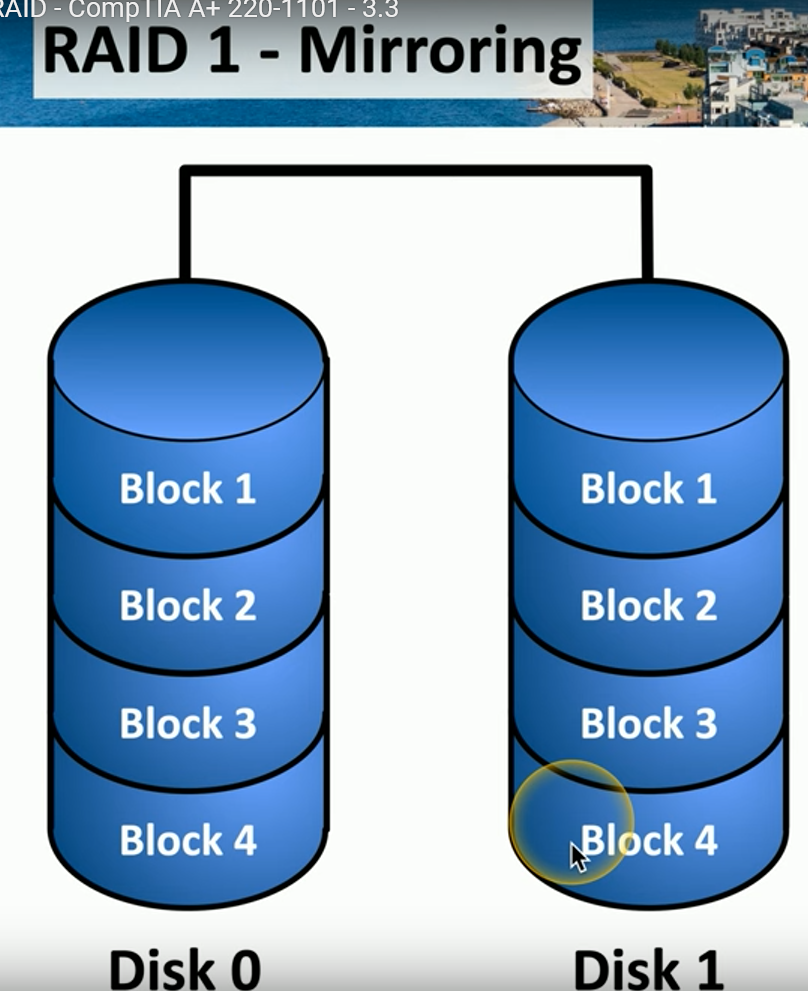 RAID - CompTIA A+ 220-1101 - 3.3
RAID 1 - Mirroring
Block 1
Block 2
Block 3
Block 4
Disk 0
Block 1
Block 2
Block 3
Block 4
Disk 1